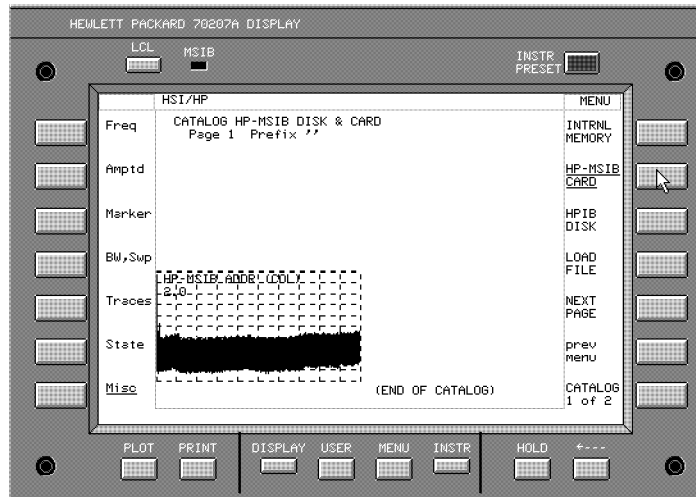 HEWLETT PACKARD 70207A DISPLAY
LCL
MSIB
INSTR
PRESET
HSI/HP
MENU
Freq
Amptd
Marker
BW,Swp
Traces
State
Misc
CATALOG HP-MSIB DISK & CARD
Page 1 Prefix ''
HP-MSIB ADDR (COL)
2,0
(END OF CATALOG)
INTRNL
MEMORY
HP-MSIB
CARD
HPIB
DISK
LOAD
FILE
NEXT
PAGE
prev
menu
CATALOG
1 of 2
PLOT
PRINT
DISPLAY
USER
MENU
INSTR
HOLD
←---